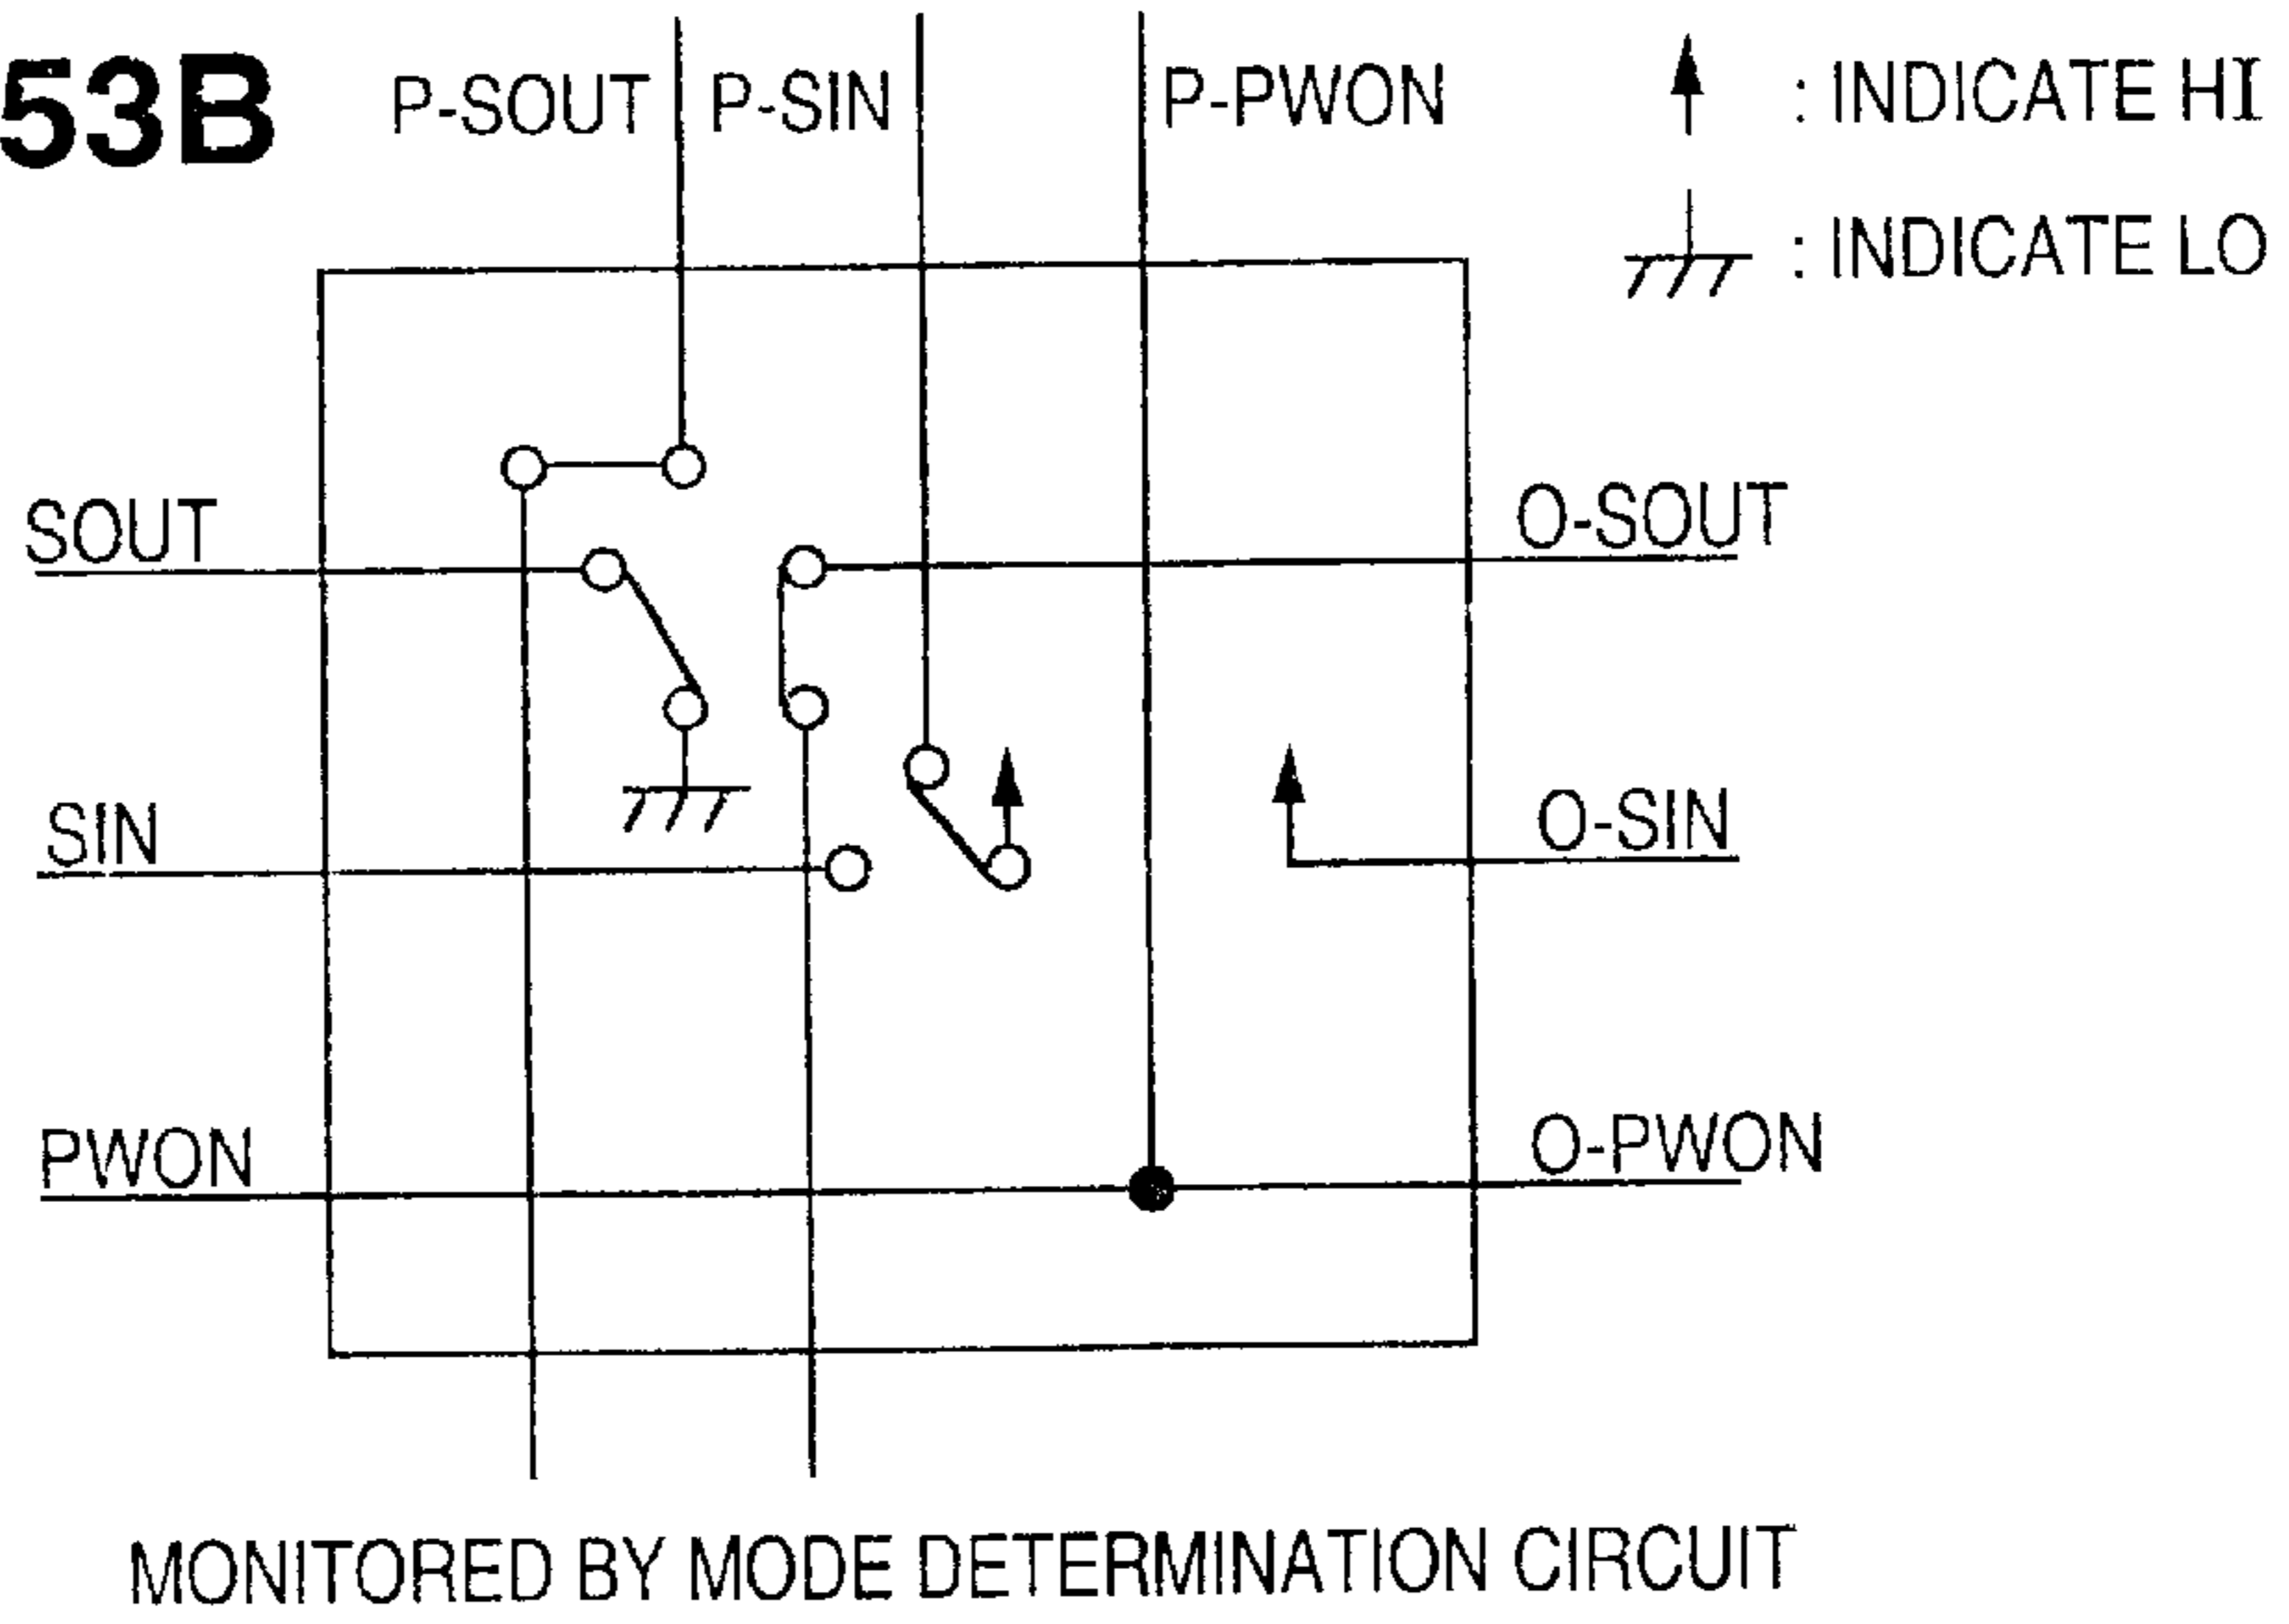 53B
P-SOUT
P-SIN
P-PWON
: INDICATE HI
: INDICATE LO
SOUT
O-SOUT
SIN
O-SIN
PWON
O-PWON
MONITORED BY MODE DETERMINATION CIRCUIT